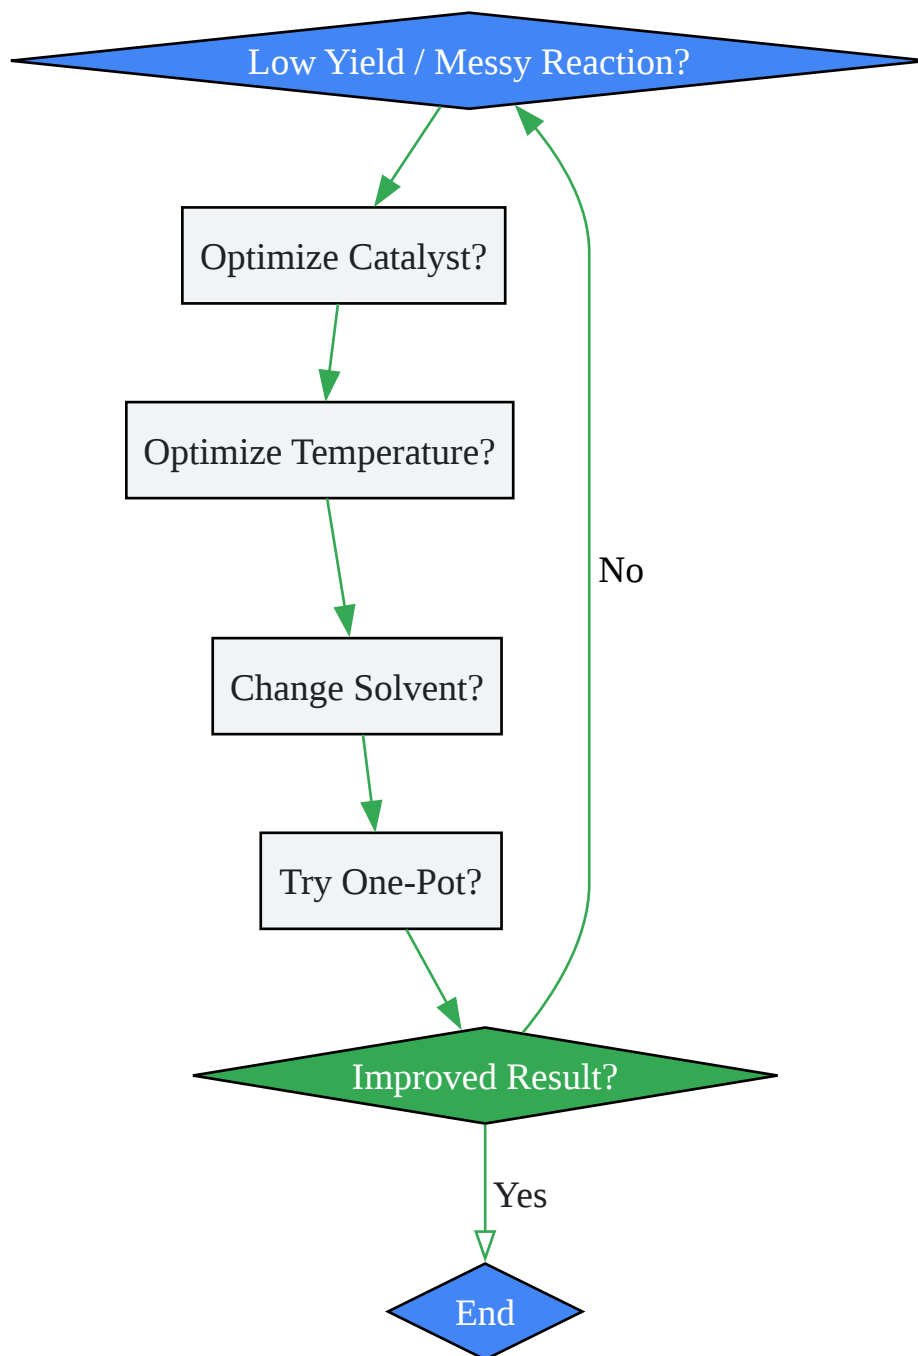 Low Yield / Messy Reaction?
Optimize Catalyst?
Optimize Temperature?
No
Change Solvent?
Try One-Pot?
Improved Result?
Yes
End